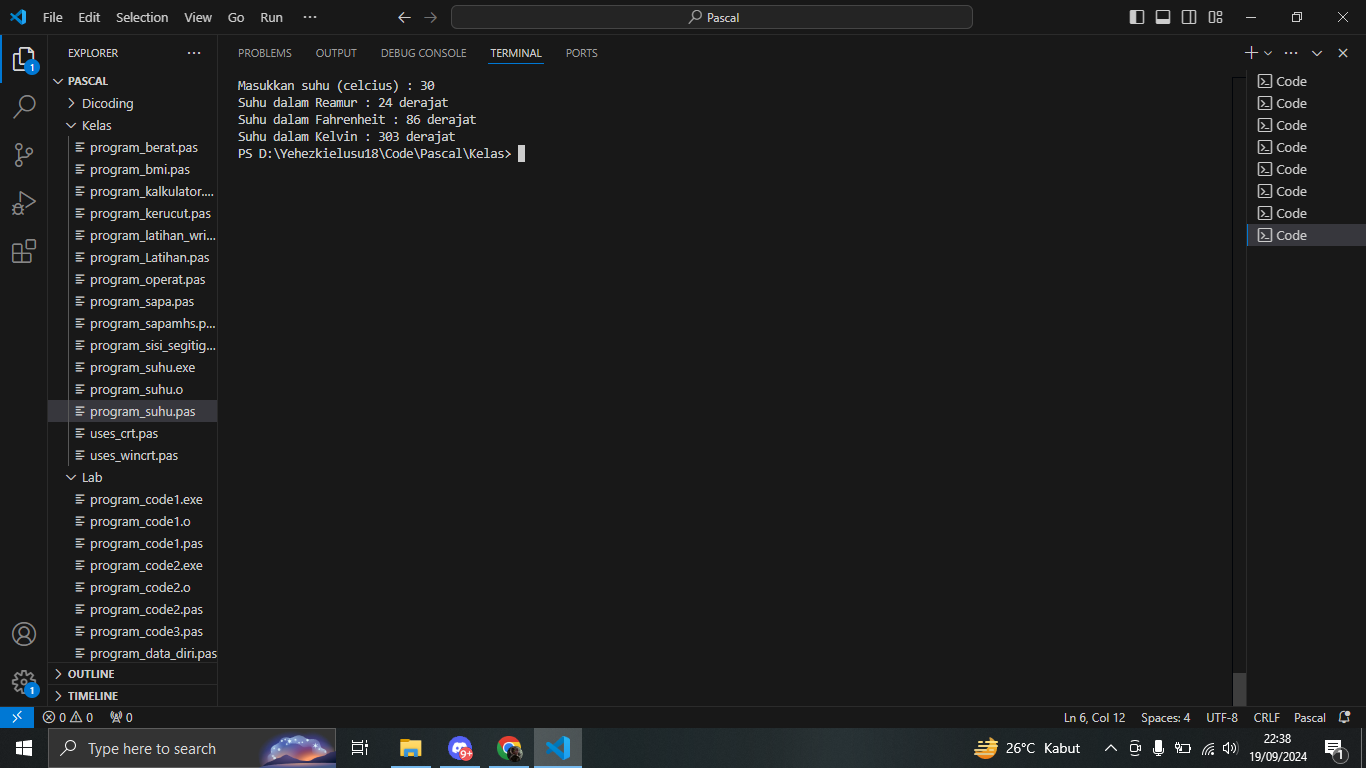 File Edit Selection View Go Run ···
Pascal
EXPLORER ···
PASCAL
Dicoding
Kelas
program_berat.pas
program_bmi.pas
program_kalkulator....
program_kerucut.pas
program_latihan_wri...
program_Latihan.pas
program_operat.pas
program_sapa.pas
program_sapamhs.p...
program_sisi_segitig...
program_suhu.exe
program_suhu.o
program_suhu.pas
uses_crt.pas
uses_wincrt.pas
Lab
program_code1.exe
program_code1.o
program_code1.pas
program_code2.exe
program_code2.o
program_code2.pas
program_code3.pas
program_data_diri.pas
OUTLINE
TIMELINE
1
1
PROBLEMS OUTPUT DEBUG CONSOLE TERMINAL PORTS
Masukkan suhu (celcius) : 30
Suhu dalam Reamur : 24 derajat
Suhu dalam Fahrenheit : 86 derajat
Suhu dalam Kelvin : 303 derajat
PS D:\Yehezkielusu18\Code\Pascal\Kelas>
Code
Code
Code
Code
Code
Code
Code
Code
0 0 0
Ln 6, Col 12 Spaces: 4 UTF-8 CRLF Pascal
Type here to search
9+
26°C Kabut
22:38
19/09/2024
1